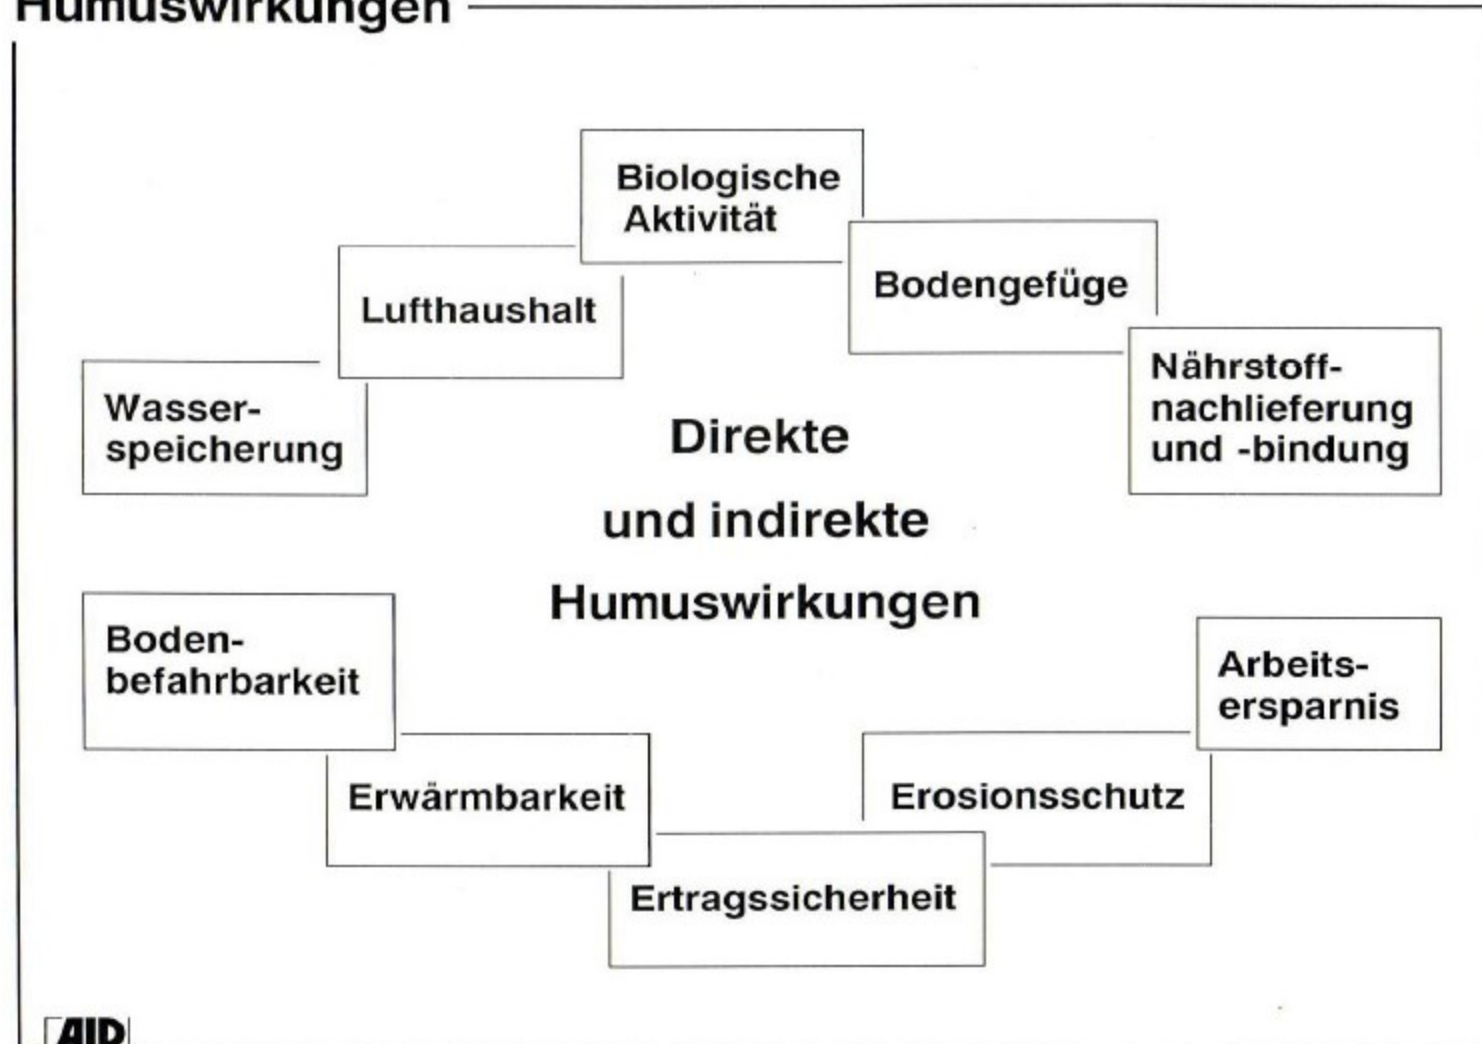 Humuswirkungen
Biologische
Aktivität
Bodengefüge
Lufthaushalt
Nährstoff-
nachlieferung
und -bindung
Wasser-
speicherung
Direkte
und indirekte
Humuswirkungen
Boden-
befahrbarkeit
Arbeits-
ersparnis
Erwärmbarkeit
Erosionsschutz
Ertragssicherheit
AID